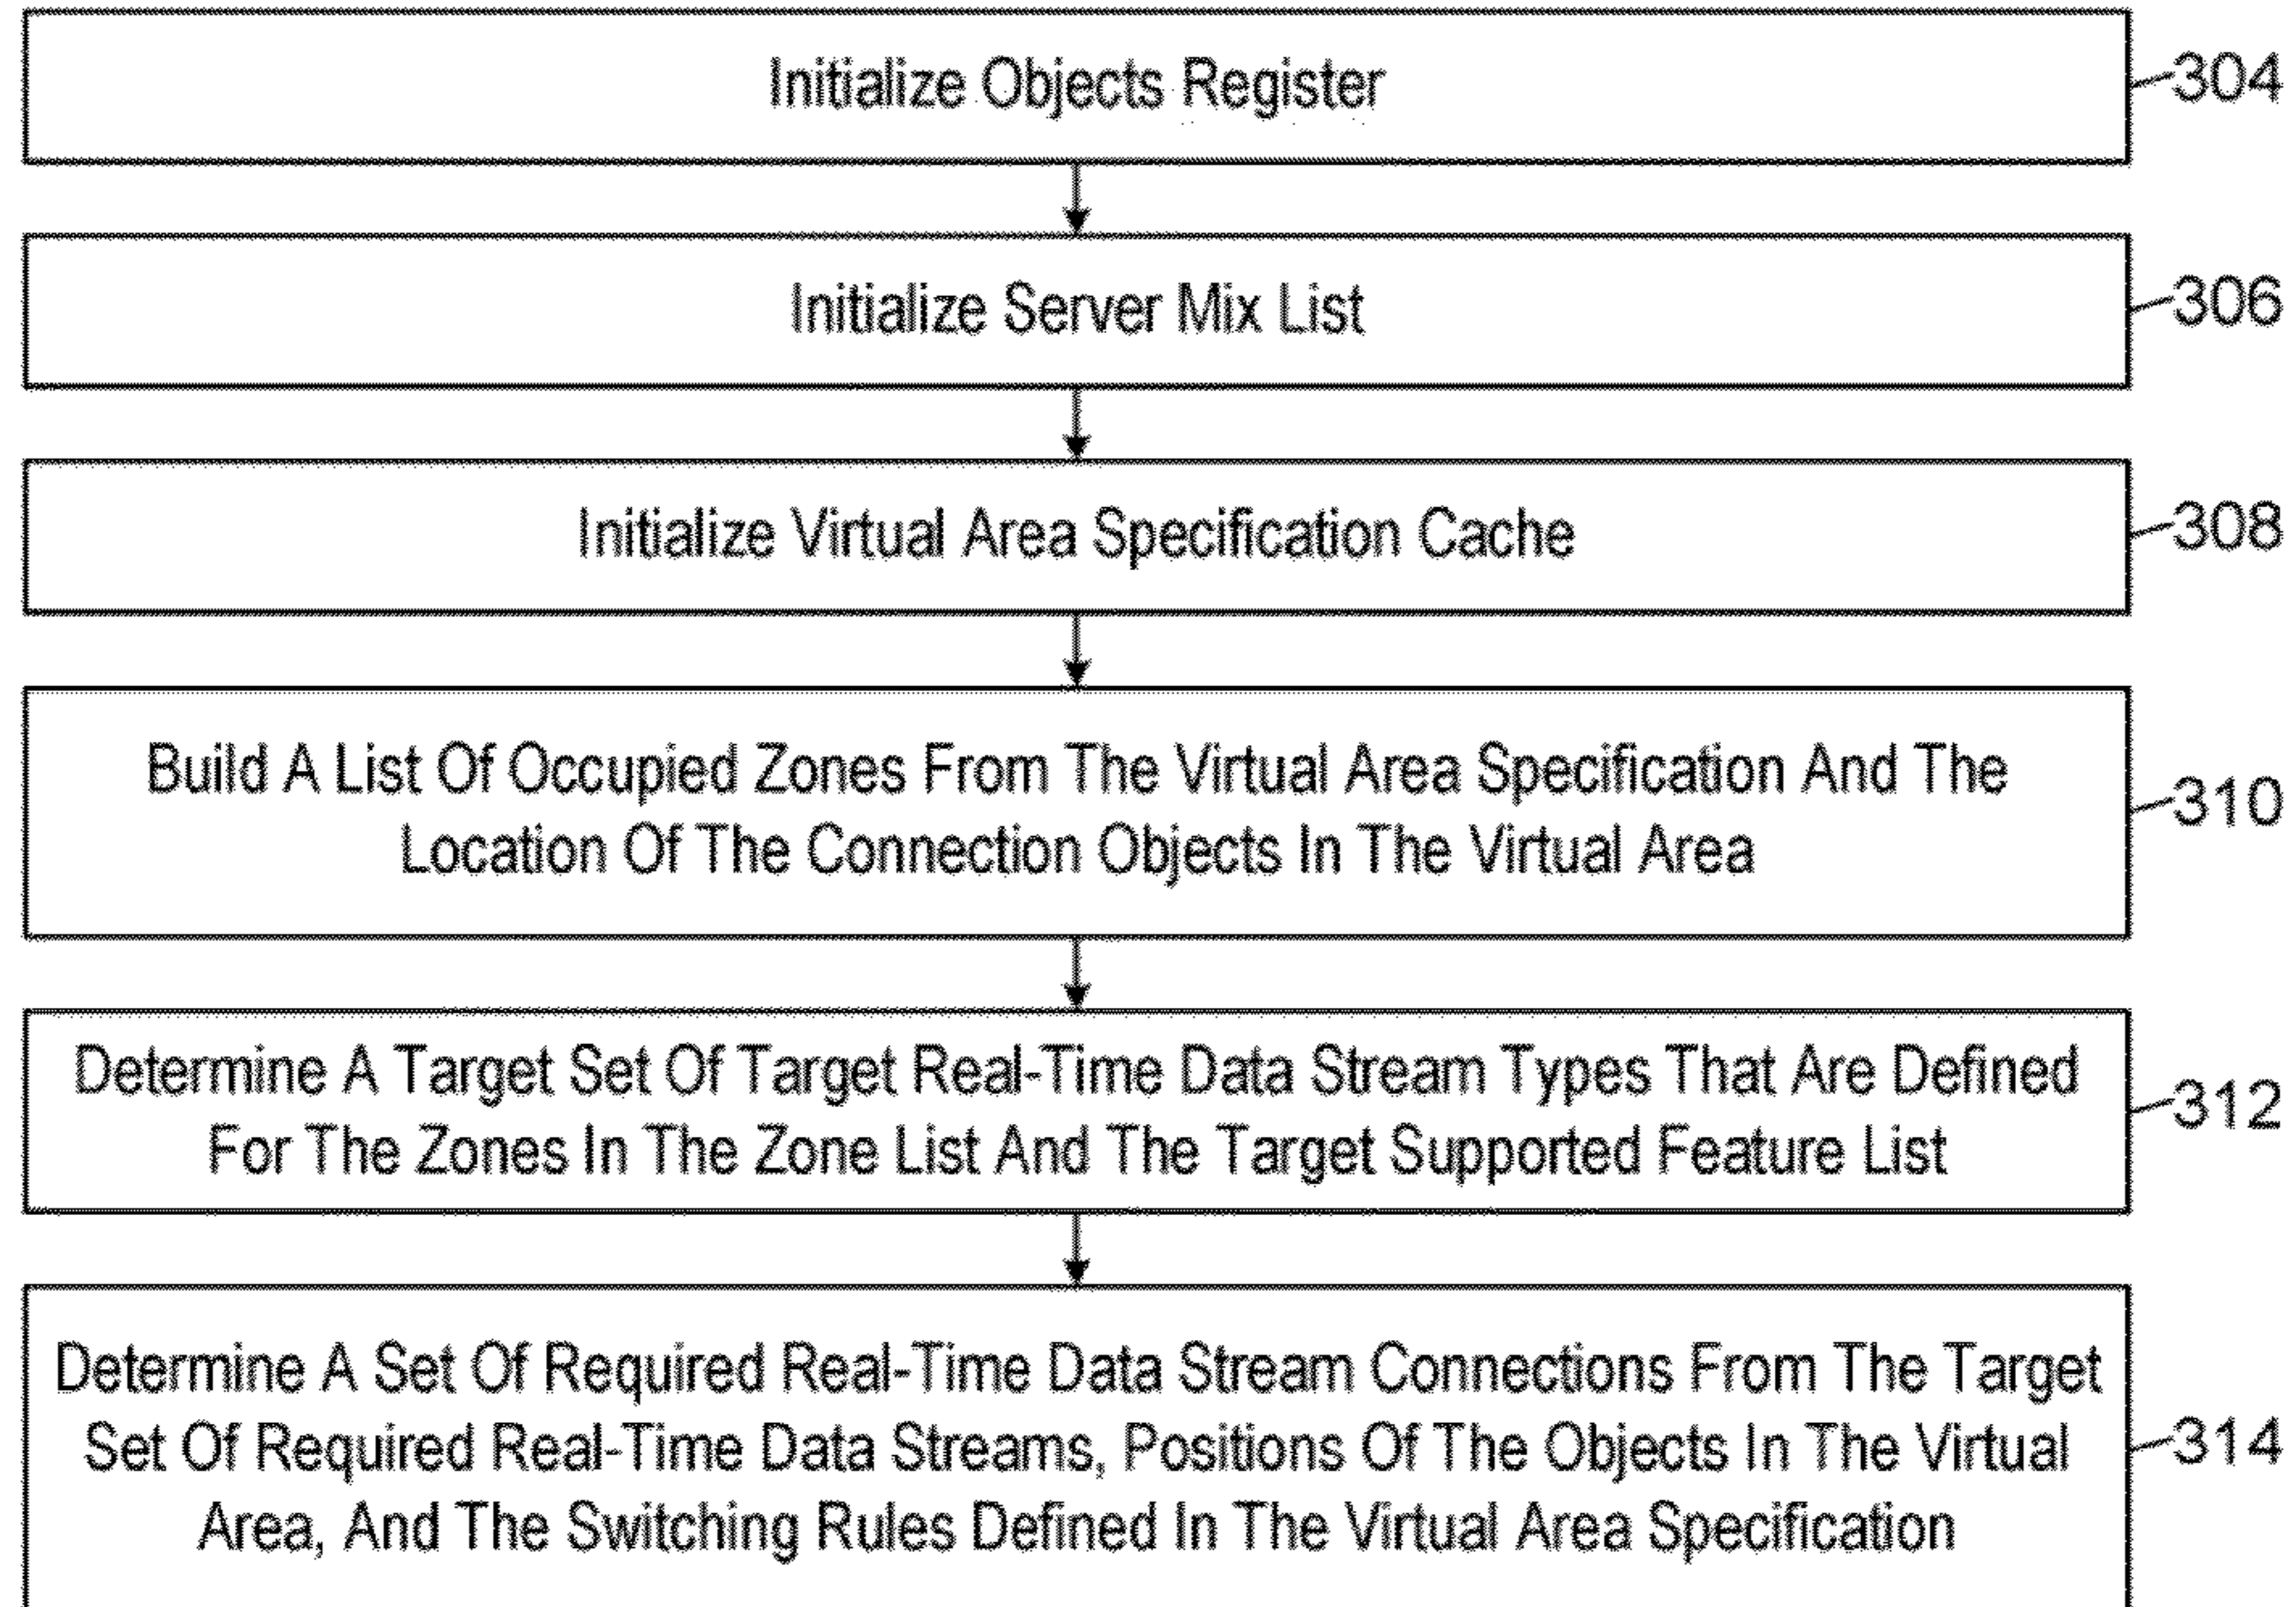 Initialize Objects Register
304
Initialize Server Mix List
306
Initialize Virtual Area Specification Cache
308
Build A List Of Occupied Zones From The Virtual Area Specification And The
Location Of The Connection Objects In The Virtual Area
310
Determine A Target Set Of Target Real-Time Data Stream Types That Are Defined
For The Zones In The Zone List And The Target Supported Feature List
312
Determine A Set Of Required Real-Time Data Stream Connections From The Target
Set Of Required Real-Time Data Streams, Positions Of The Objects In The Virtual
Area, And The Switching Rules Defined In The Virtual Area Specification
314